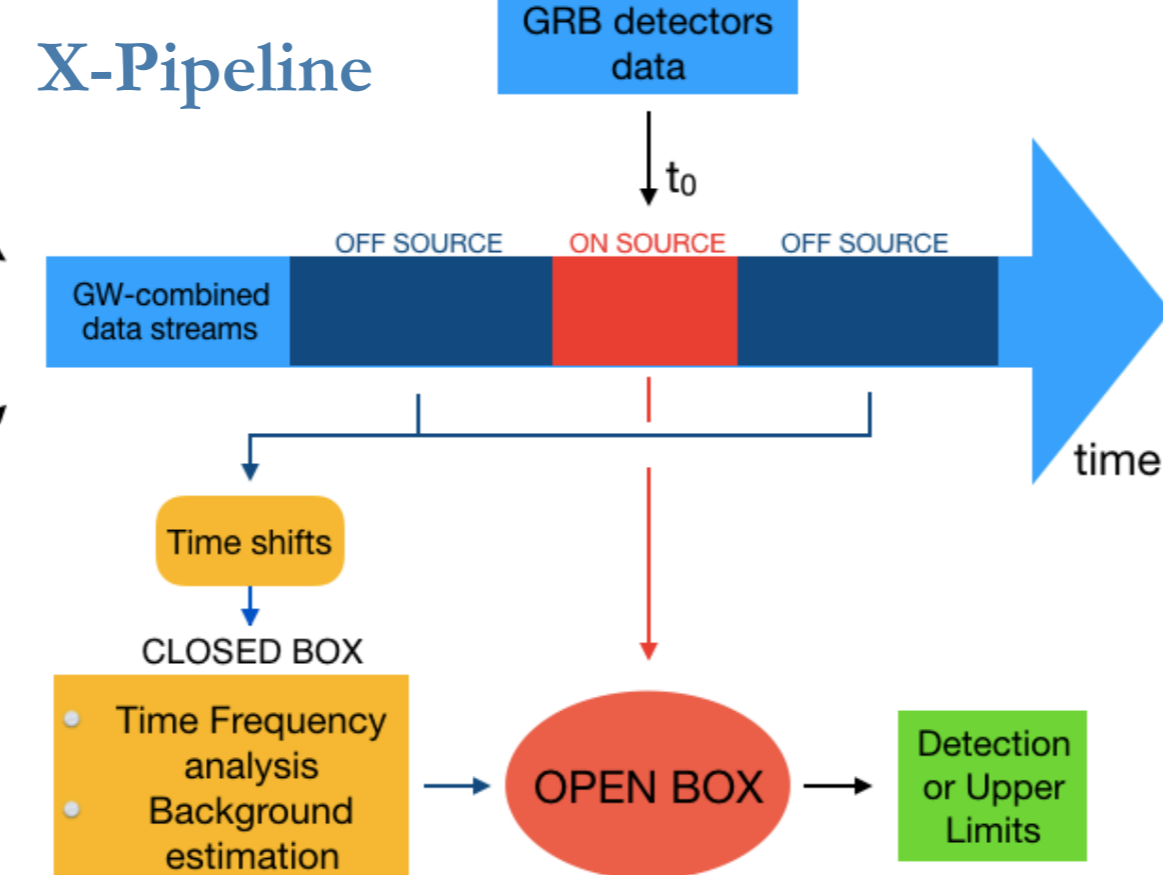 X-Pipeline
GRB detectors
data
t₀
OFF SOURCE
ON SOURCE
OFF SOURCE
GW-combined
data streams
time
Time shifts
CLOSED BOX
• Time Frequency
analysis
• Background
estimation
OPEN BOX
Detection
or Upper
Limits